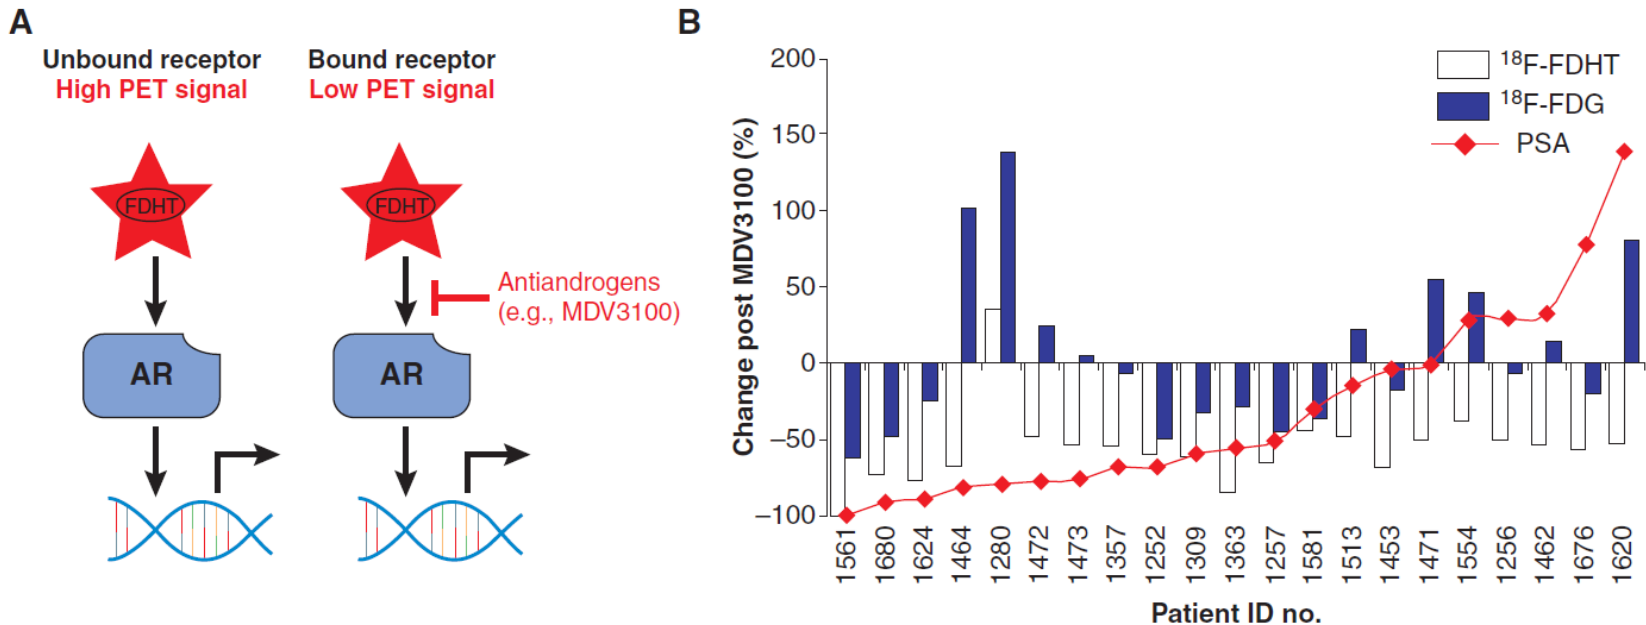 A
Unbound receptor
High PET signal
Bound receptor
Low PET signal
FDHT
FDHT
Antiandrogens
(e.g., MDV3100)
AR
AR
B
Change post MDV3100 (%)
200
150
100
50
0
–50
–100
¹⁸F-FDHT
¹⁸F-FDG
PSA
1561
1680
1624
1464
1280
1472
1473
1357
1252
1309
1363
1257
1581
1513
1453
1471
1554
1256
1462
1676
1620
Patient ID no.